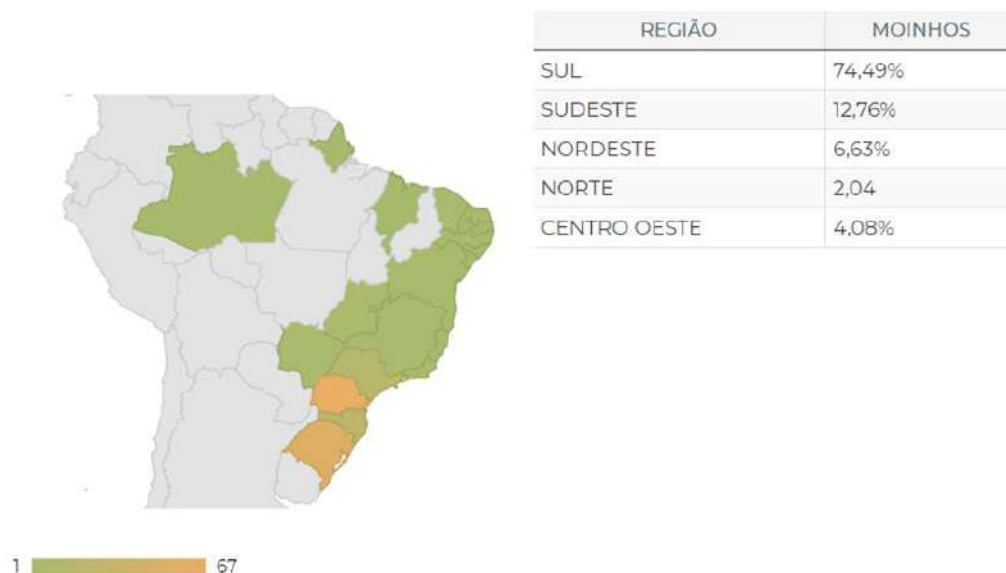 REGIÃO MOINHOS
SUL 74,49%
SUDESTE 12,76%
NORDESTE 6,63%
NORTE 2,04
CENTRO OESTE 4,08%
1 67